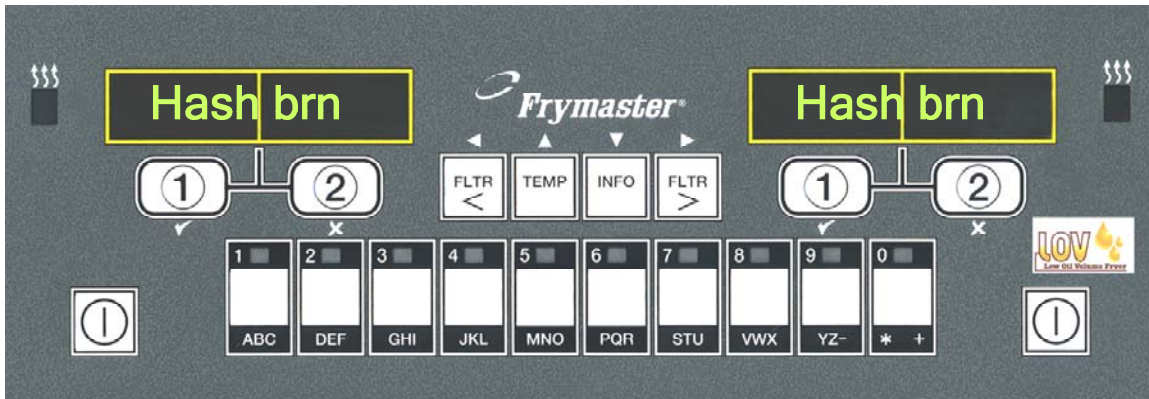 Hash brn
Frymaster®
Hash brn
1 2
FLTR <
TEMP
INFO
FLTR >
1 2
LOV
Low Oil Volume Fryer
1 2 3 4 5 6 7 8 9 0
ABC DEF GHI JKL MNO PQR STU VWX YZ- * +